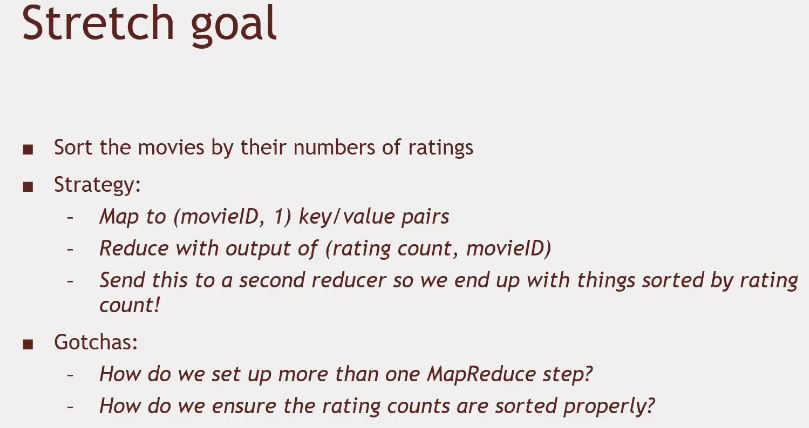 Stretch goal
■ Sort the movies by their numbers of ratings
■ Strategy:
– Map to (movieID, 1) key/value pairs
– Reduce with output of (rating count, movieID)
– Send this to a second reducer so we end up with things sorted by rating
count!
■ Gotchas:
– How do we set up more than one MapReduce step?
– How do we ensure the rating counts are sorted properly?